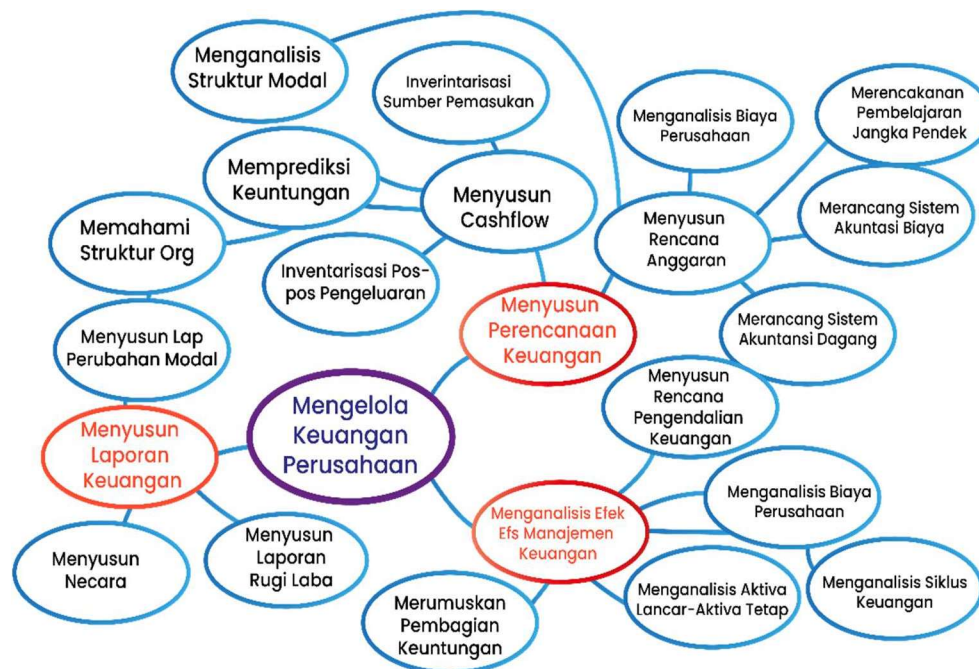 Menganalisis
Struktur Modal
Inverintarisasi
Sumber Pemasukan
Menganalisis Biaya
Perusahaan
Merencakanan
Pembelajaran
Jangka Pendek
Memprediksi
Keuntungan
Menyusun
Cashflow
Memahami
Struktur Org
Menyusun
Rencana
Anggaran
Merancang Sistem
Akuntasi Biaya
Inventarisasi Pos-
pos Pengeluaran
Menyusun
Perencanaan
Keuangan
Merancang Sistem
Akuntansi Dagang
Menyusun Lap
Perubahan Modal
Menyusun
Rencana
Pengendalian
Keuangan
Mengelola
Keuangan
Perusahaan
Menyusun
Laporan
Keuangan
Menganalisis Efek
Efs Manajemen
Keuangan
Menganalisis Biaya
Perusahaan
Menyusun
Necara
Menyusun
Laporan
Rugi Laba
Merumuskan
Pembagian
Keuntungan
Menganalisis Aktiva
Lancar-Aktiva Tetap
Menganalisis Siklus
Keuangan